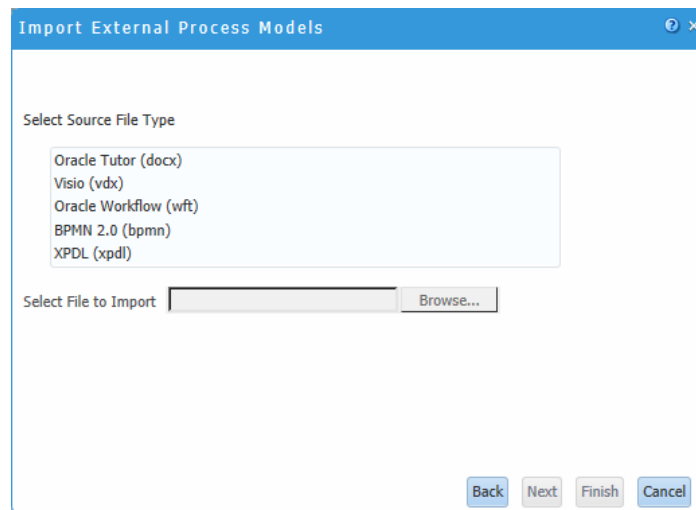 Import External Process Models
Select Source File Type
Oracle Tutor (docx)
Visio (vdx)
Oracle Workflow (wft)
BPMN 2.0 (bpmn)
XPDL (xpdl)
Select File to Import Browse...
Back Next Finish Cancel